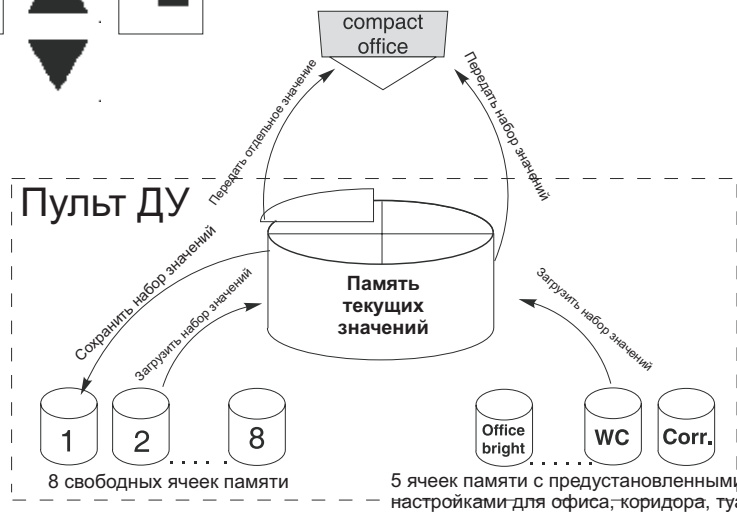 compact
office
Передать отдельное значение
Передать набор значений
Пульт ДУ
Сохранить набор значений
Загрузить набор значений
Память
текущих
значений
Загрузить набор значений
1
2
8
Office
bright
WC
Corr.
8 свободных ячеек памяти
5 ячеек памяти с предустановленными
настройками для офиса, коридора,